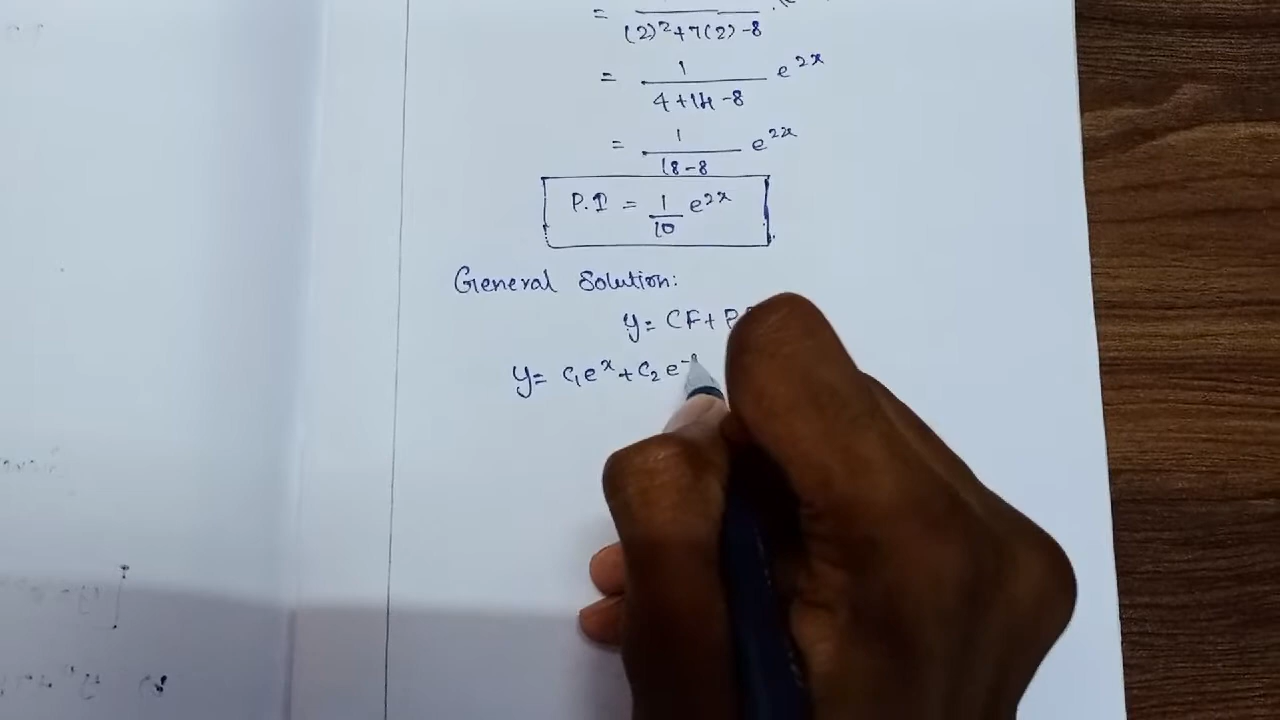 = (2)²+7(2)-8
= 1/(4+14-8) e^2x
= 1/(18-8) e^2x
P.I = 1/10 e^2x
General Solution:
y= CF+P
y= c₁e^x+c₂e^-